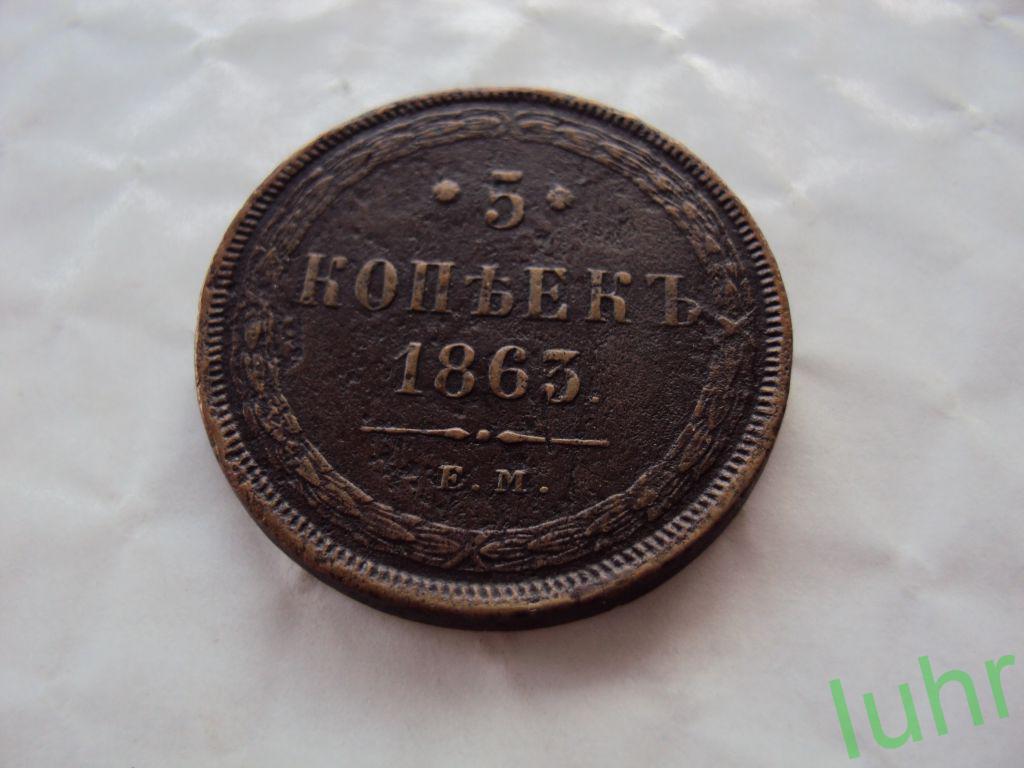 * 5 *
КОПѢЕКЪ
1863.
Е. М.
luhr